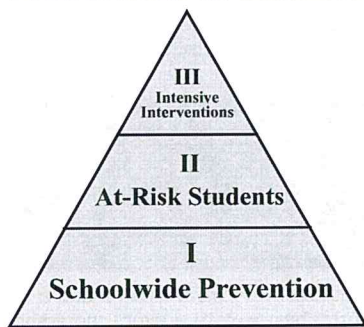 III
Intensive
Interventions
II
At-Risk Students
I
Schoolwide Prevention